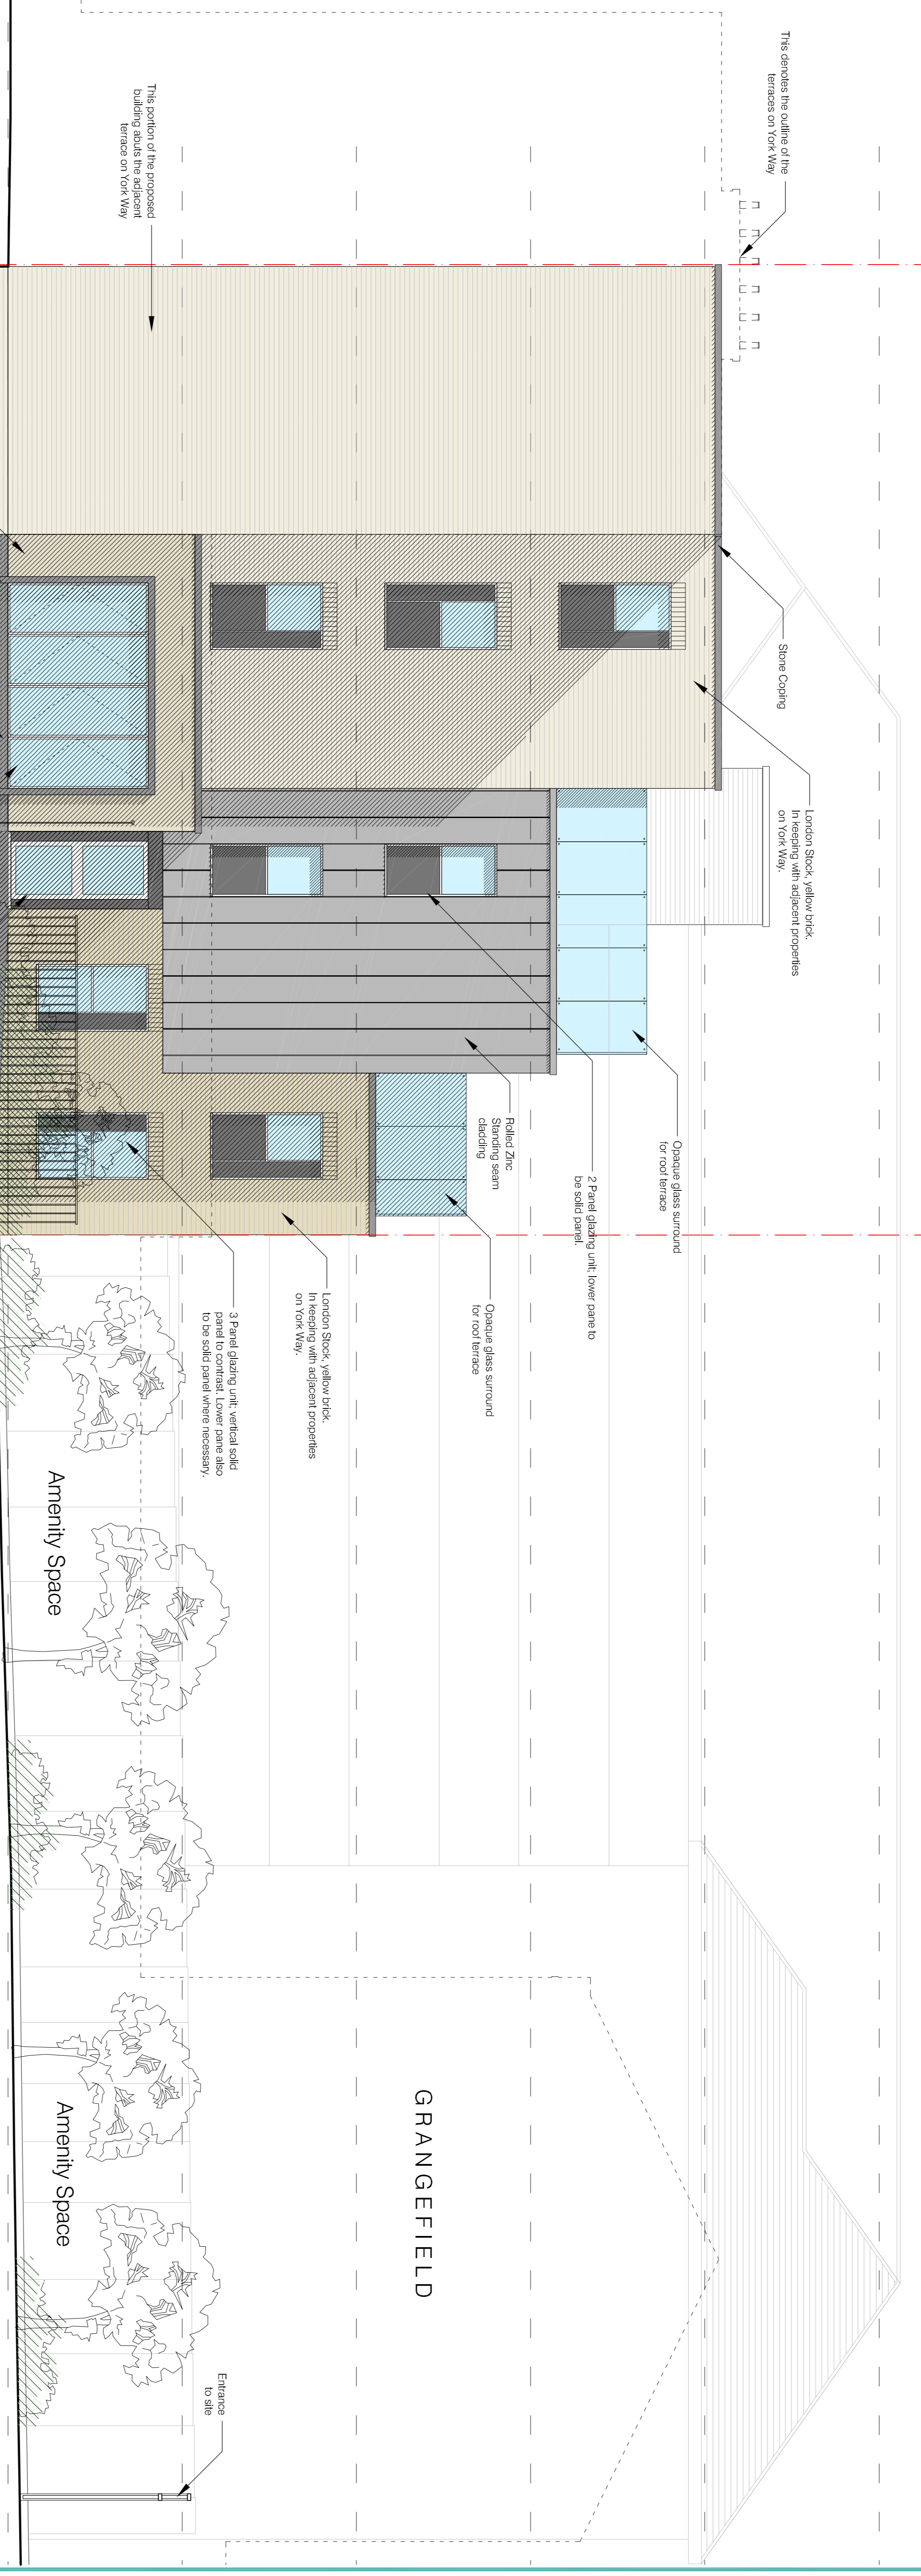 This denotes the outline of the
terraces on York Way
Stone Coping
London Stock, yellow brick.
In keeping with adjacent properties
on York Way.
Opaque glass surround
for roof terrace
2 Panel glazing unit; lower pane to
be solid panel.
Rolled Zinc
Standing seam
cladding
Opaque glass surround
for roof terrace
London Stock, yellow brick.
In keeping with adjacent properties
on York Way.
3 Panel glazing unit; vertical solid
panel to contrast. Lower pane also
to be solid panel where necessary.
This portion of the proposed
building abuts the adjacent
terrace on York Way
GRANGEFIELD
Entrance
to site
Amenity Space
Amenity Space